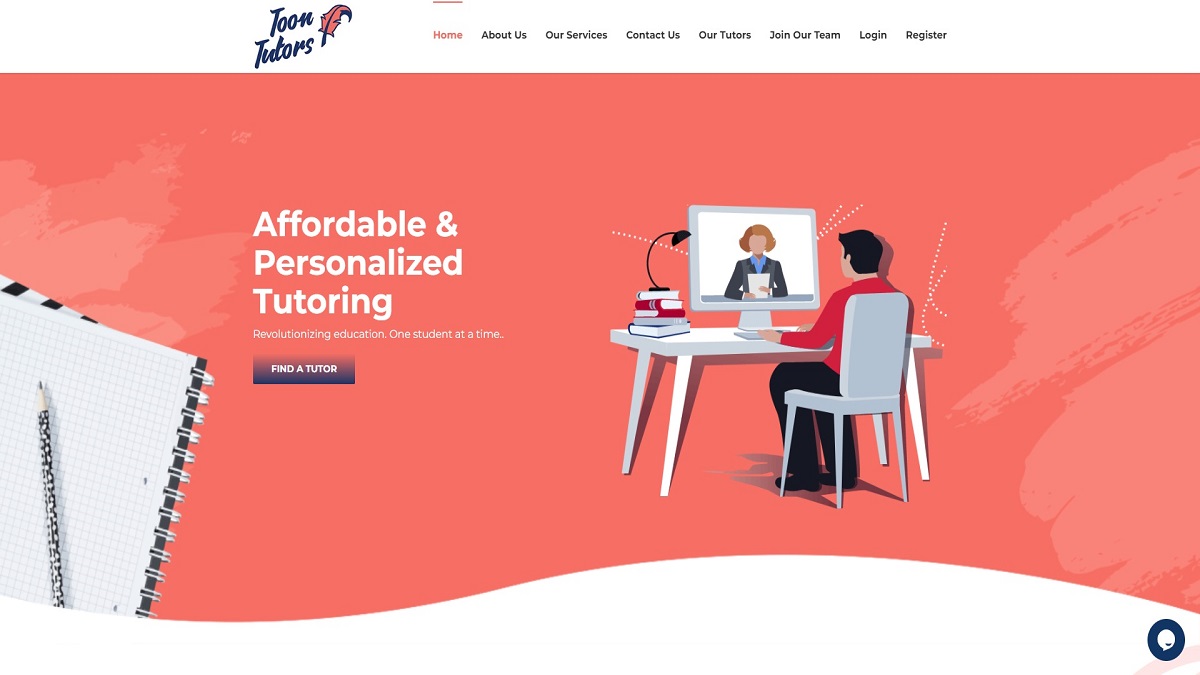 Toon
Tutors
Home About Us Our Services Contact Us Our Tutors Join Our Team Login Register
Affordable &
Personalized
Tutoring
Revolutionizing education. One student at a time..
FIND A TUTOR